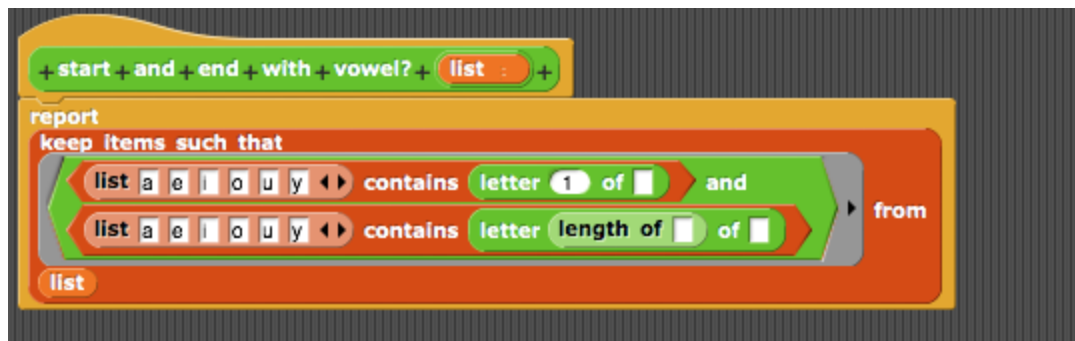 + start + and + end + with + vowel? + list : +
report
keep items such that
list a e i o u y contains letter 1 of and
list a e i o u y contains letter length of of
from
list